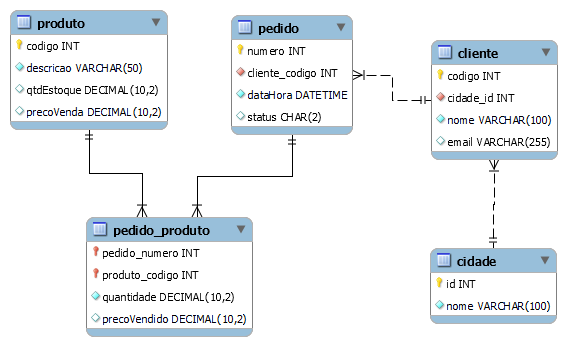 produto
codigo INT
descricao VARCHAR(50)
qtdEstoque DECIMAL(10,2)
precoVenda DECIMAL(10,2)
pedido
numero INT
cliente_codigo INT
dataHora DATETIME
status CHAR(2)
cliente
codigo INT
cidade_id INT
nome VARCHAR(100)
email VARCHAR(255)
pedido_produto
pedido_numero INT
produto_codigo INT
quantidade DECIMAL(10,2)
precoVendido DECIMAL(10,2)
cidade
id INT
nome VARCHAR(100)